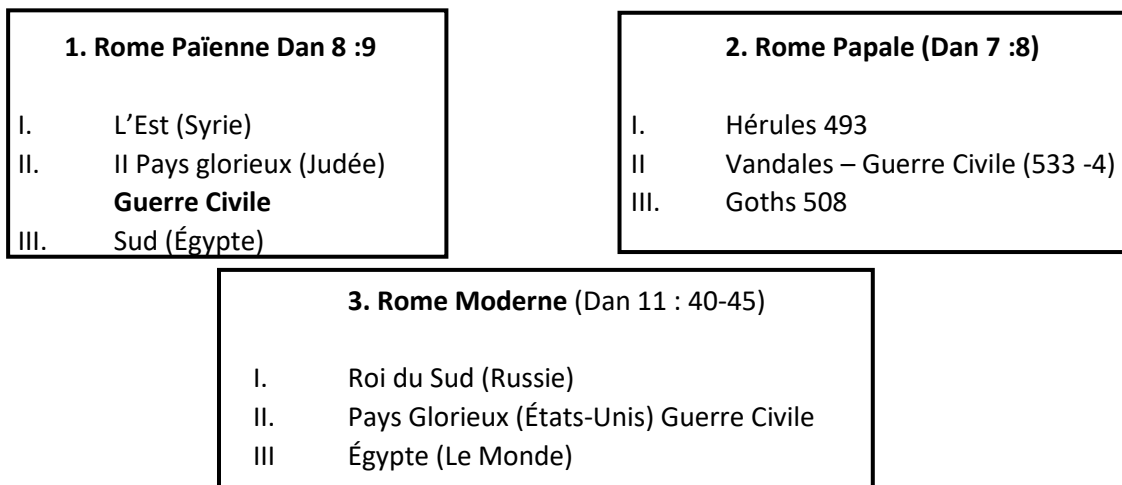 1. Rome Païenne Dan 8 :9
I. L’Est (Syrie)
II. II Pays glorieux (Judée)
Guerre Civile
III. Sud (Égypte)
2. Rome Papale (Dan 7 :8)
I. Hérules 493
II Vandales – Guerre Civile (533 -4)
III. Goths 508
3. Rome Moderne (Dan 11 : 40-45)
I. Roi du Sud (Russie)
II. Pays Glorieux (États-Unis) Guerre Civile
III Égypte (Le Monde)